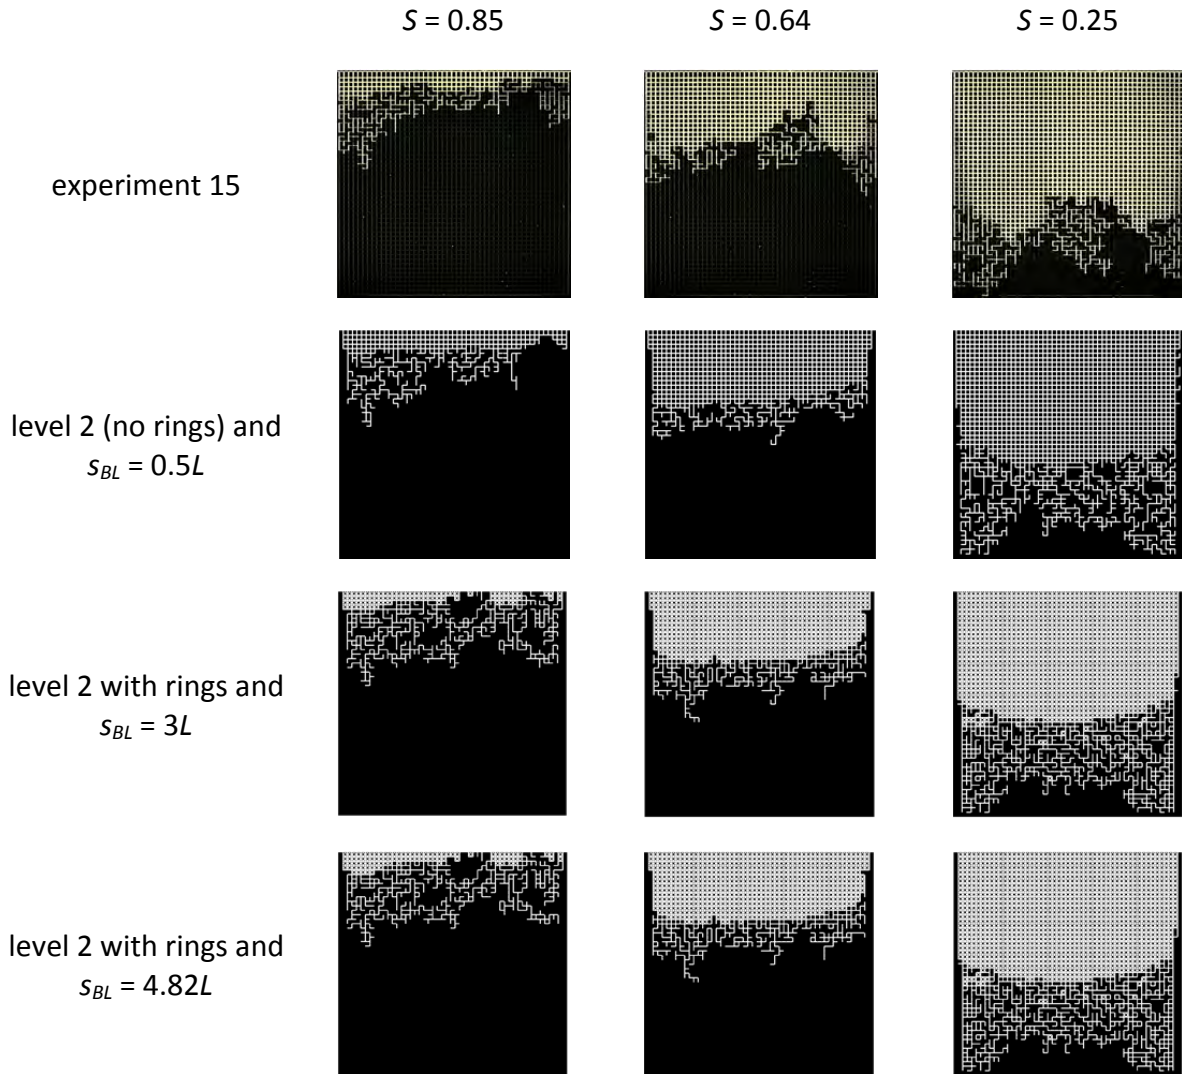 S = 0.85
S = 0.64
S = 0.25
experiment 15
level 2 (no rings) and
sBL = 0.5L
level 2 with rings and
sBL = 3L
level 2 with rings and
sBL = 4.82L